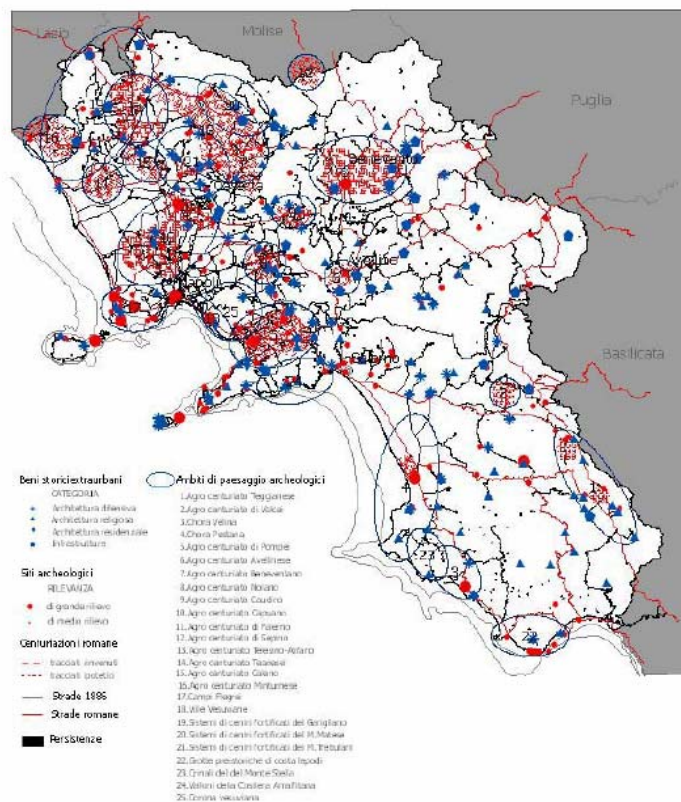 Lazio
Molise
Puglia
Benevento
Avellino
Napoli
25
Salerno
Basilicata
23
Beni storici extraurbani
CATEGORIA
Architettura difensiva
Architettura religiosa
Architettura residenziale
Infrastrutture
Siti archeologici
RILEVANZA
di grande rilievo
di medio rilievo
Centuriazioni romane
tracciati rinvenuti
tracciati ipotetici
Strade 1886
Strade romane
Persistenze
Ambiti di paesaggio archeologici
1.Agro centuriato Tegginese
2.Agro centuriato di Volcei
3.Chora Velina
4.Chora Pestana
5.Agro centuriato di Pompei
6.Agro centuriato Avellinese
7.Agro centuriato Beneventano
8.Agro centuriato Nolano
9.Agro centuriato Caudino
10.Agro centuriato Capuano
11.Agro centuriato di Falerno
12.Agro centuriato di Sepino
13.Agro centuriato Telesino-Alifano
14.Agro centuriato Teanese
15.Agro centuriato Caleno
16.Agro centuriato Minturnese
17.Campi Flegrei
18.Ville Vesuviane
19.Sistemi di centri fortificati del Garigliano
20.Sistemi di centri fortificati del M.Matese
21.Sistemi di centri fortificati dei M.Trebulani
22.Grotte preistoriche di costa
23.Crinali del del Monte Stella
24.Valloni della Costiera Amalfitana
25.Corona vesuviana